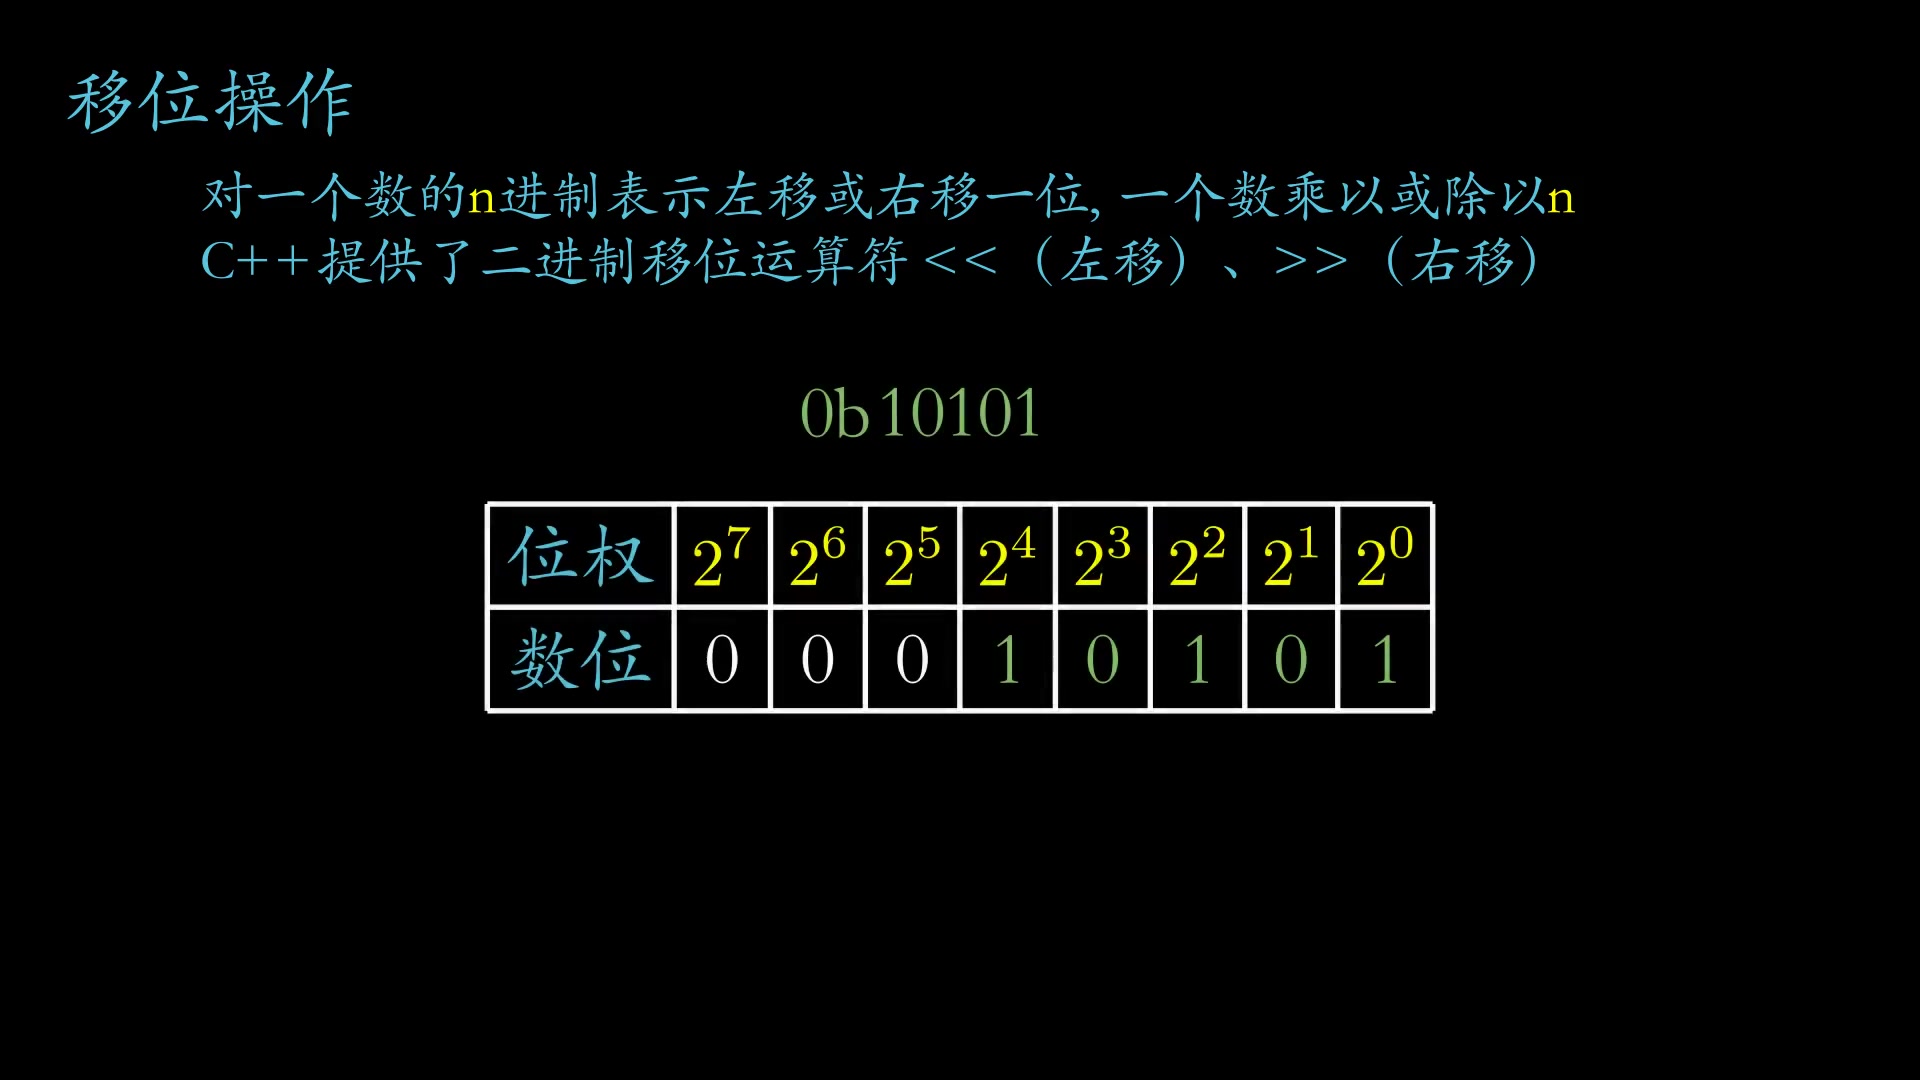 移位操作
对一个数的n进制表示左移或右移一位, 一个数乘以或除以n
C++提供了二进制移位运算符 <<（左移）、>>（右移）
0b10101
位权 2^7 2^6 2^5 2^4 2^3 2^2 2^1 2^0
数位 0 0 0 1 0 1 0 1